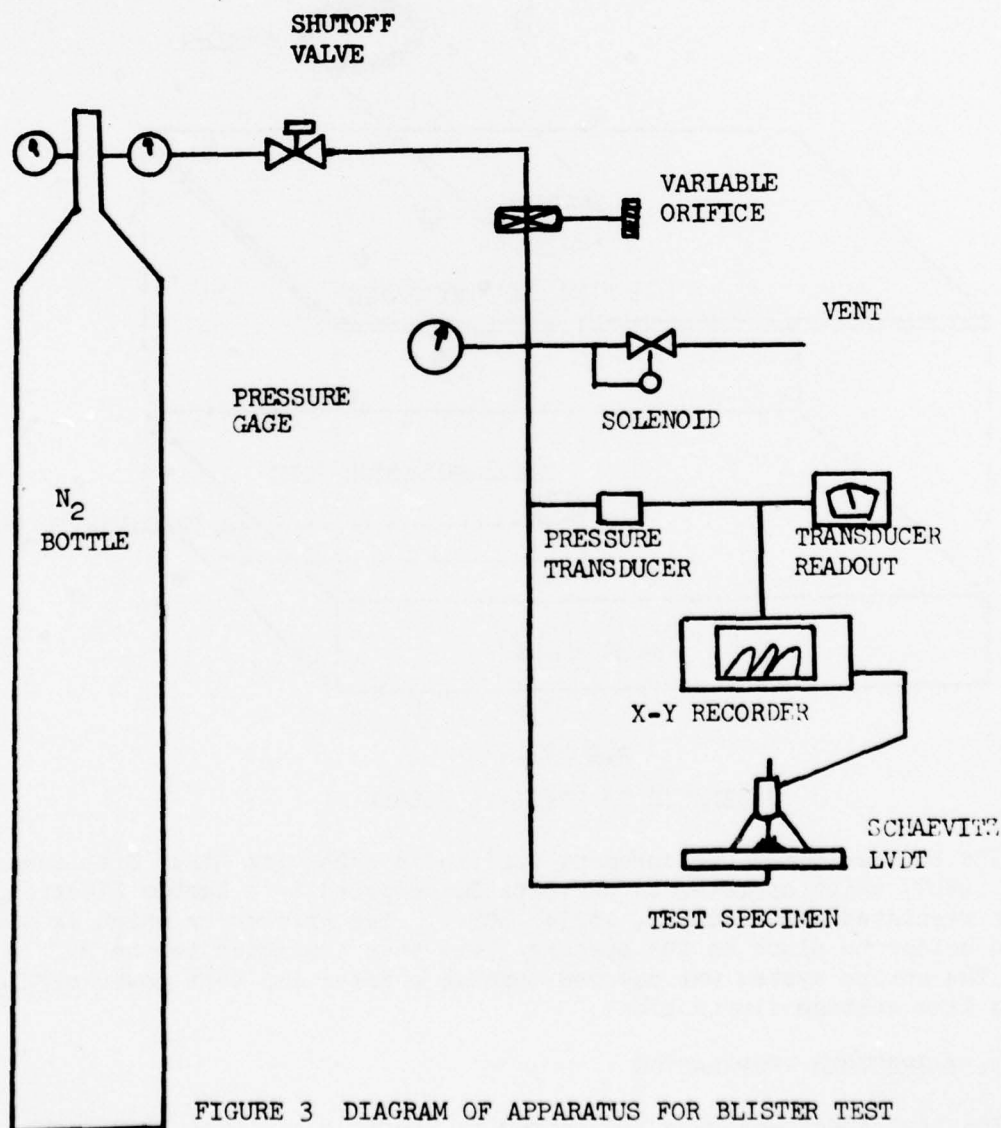 SHUTOFF
VALVE
VARIABLE
ORIFICE
VENT
PRESSURE
GAGE
SOLENOID
N2
BOTTLE
PRESSURE
TRANSDUCER
TRANSDUCER
READOUT
X-Y RECORDER
SCHAEVITZ
LVDT
TEST SPECIMEN
FIGURE 3 DIAGRAM OF APPARATUS FOR BLISTER TEST